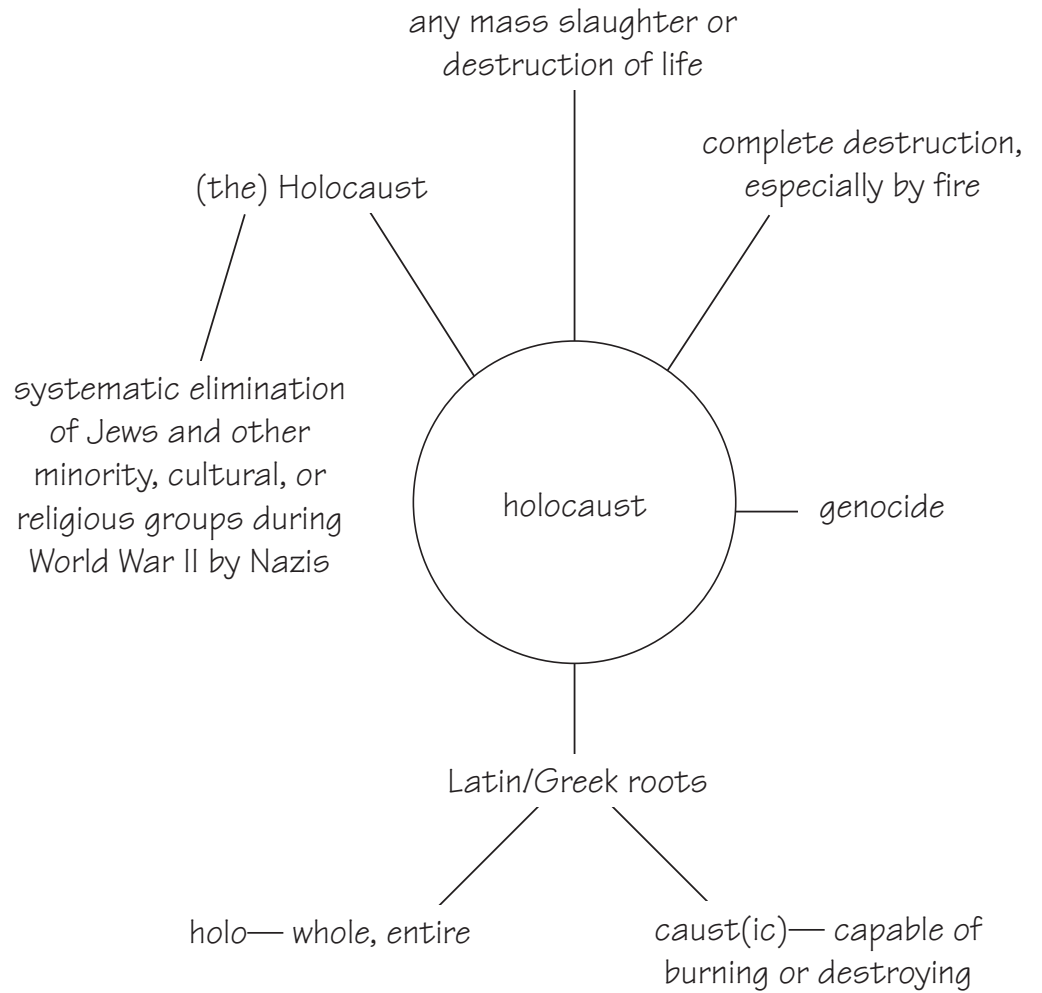 any mass slaughter or
destruction of life
complete destruction,
especially by fire
(the) Holocaust
systematic elimination
of Jews and other
minority, cultural, or
religious groups during
World War II by Nazis
holocaust
genocide
Latin/Greek roots
holo— whole, entire
caust(ic)— capable of
burning or destroying